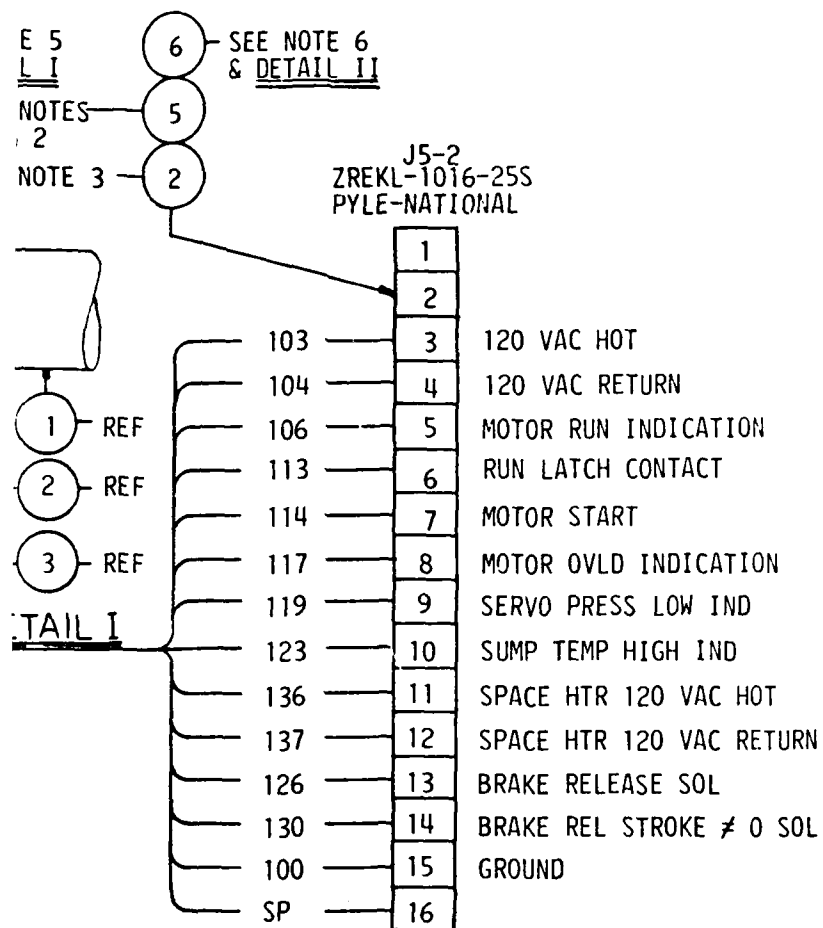 E 5
L I
6
SEE NOTE 6
& DETAIL II
NOTES
5
2
NOTE 3
2
J5-2
ZREKL-1016-25S
PYLE-NATIONAL
1
2
103 3 120 VAC HOT
104 4 120 VAC RETURN
1 REF
106 5 MOTOR RUN INDICATION
113 6 RUN LATCH CONTACT
2 REF
114 7 MOTOR START
3 REF
117 8 MOTOR OVLD INDICATION
119 9 SERVO PRESS LOW IND
TAIL I
123 10 SUMP TEMP HIGH IND
136 11 SPACE HTR 120 VAC HOT
137 12 SPACE HTR 120 VAC RETURN
126 13 BRAKE RELEASE SOL
130 14 BRAKE REL STROKE ≠ 0 SOL
100 15 GROUND
SP 16